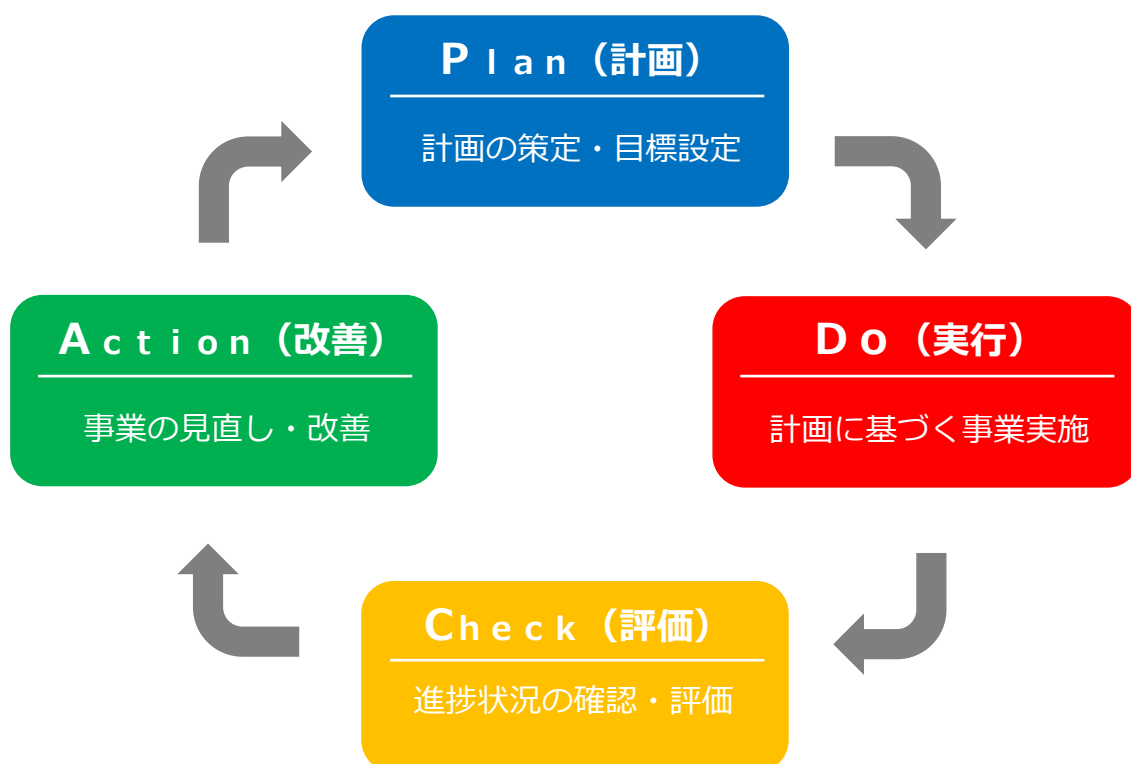 Plan（計画）
計画の策定・目標設定
Action（改善）
事業の見直し・改善
Do（実行）
計画に基づく事業実施
Check（評価）
進捗状況の確認・評価